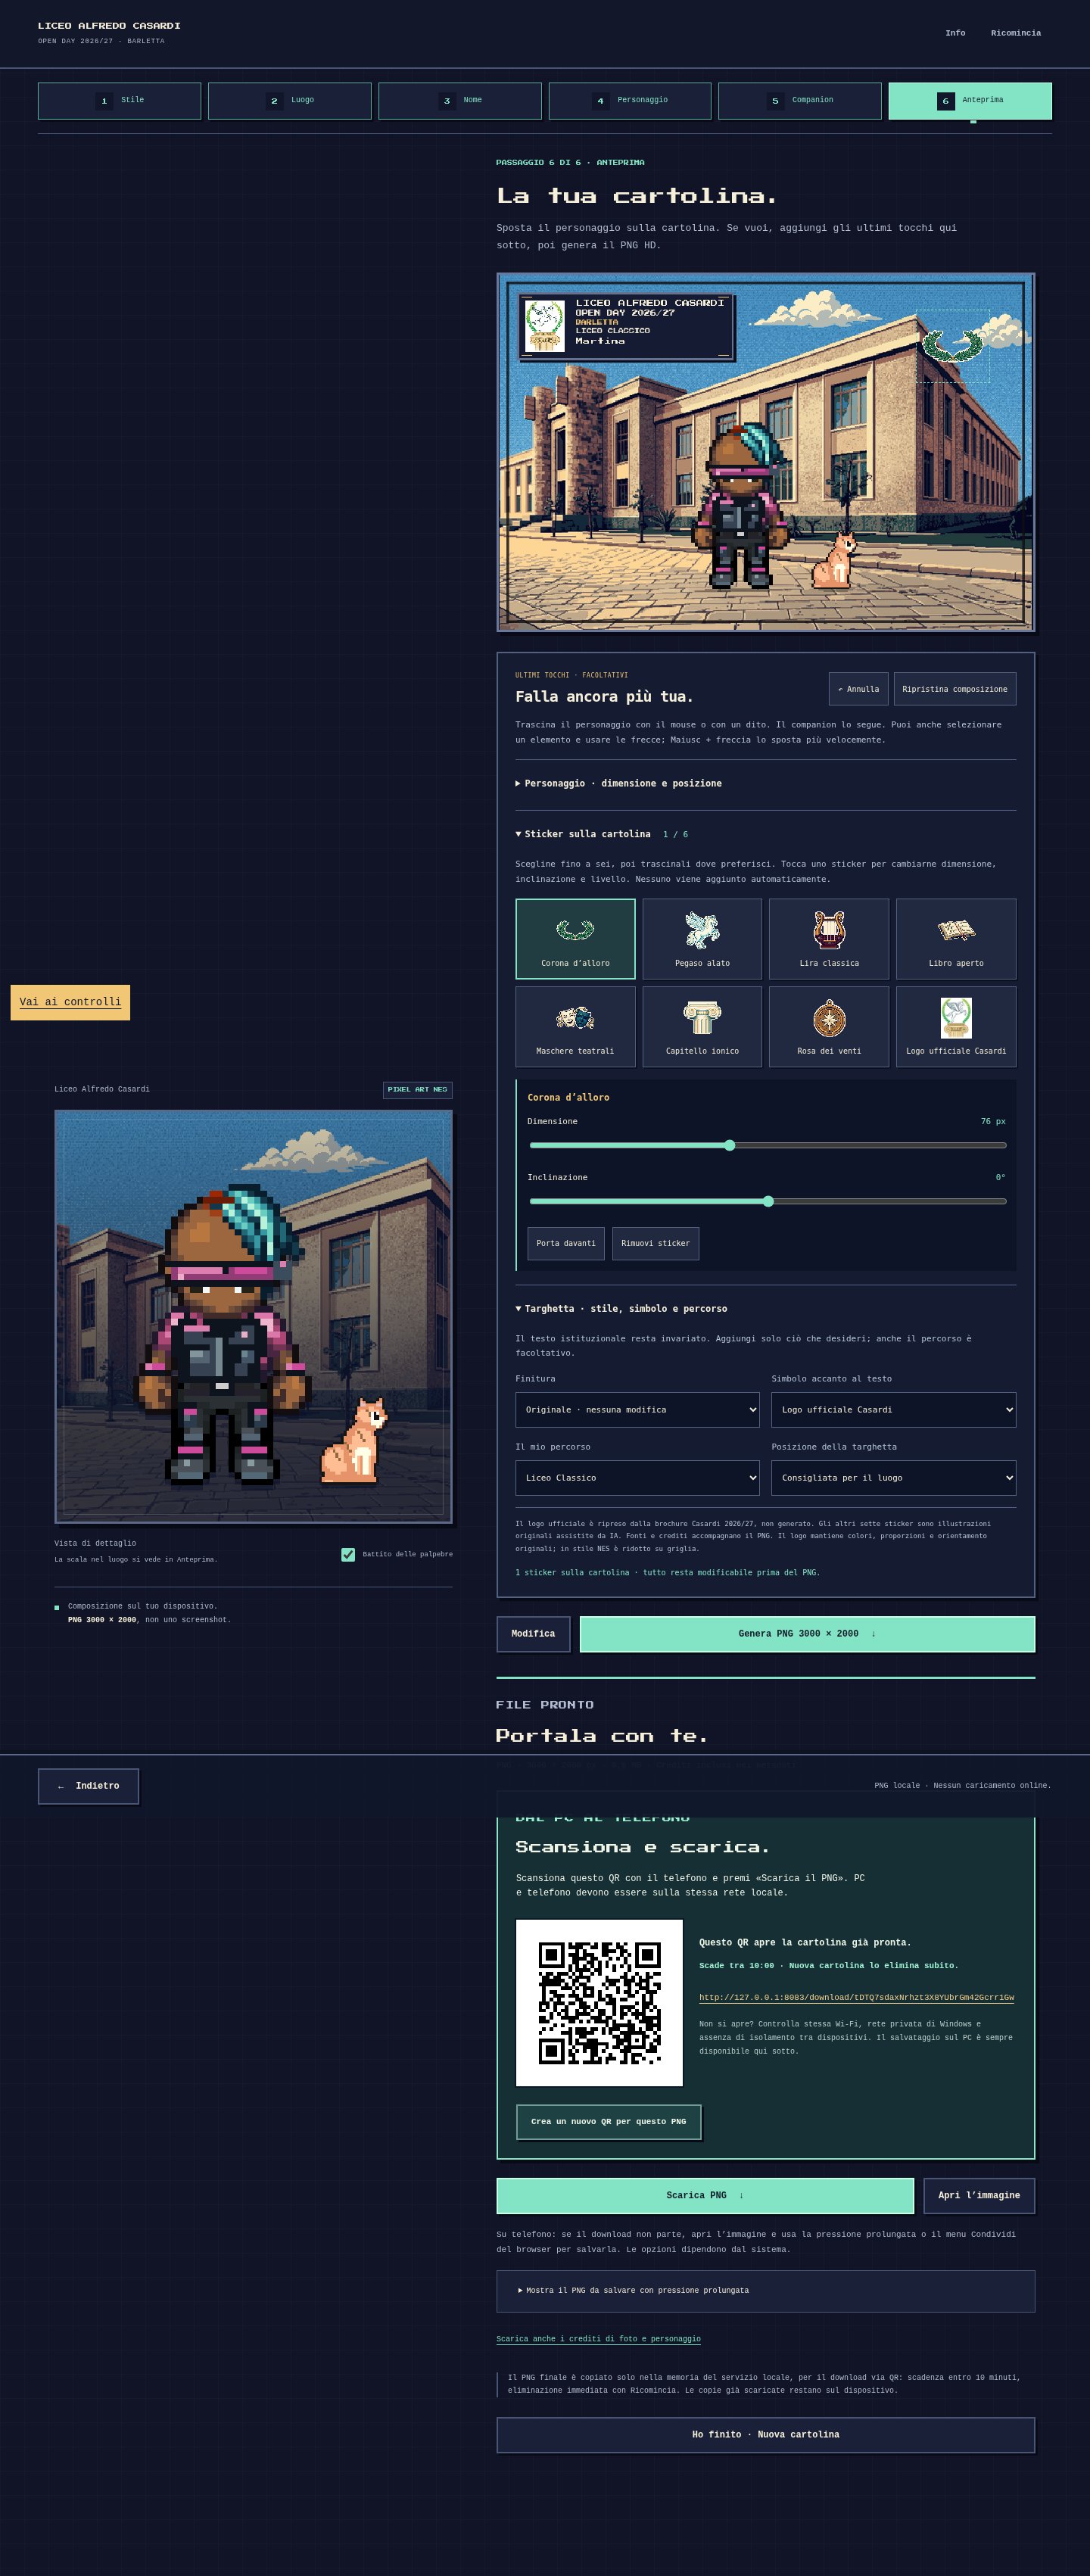 LICEO ALFREDO CASARDI
OPEN DAY 2026/27 · BARLETTA
Info
Ricomincia
1 Stile
2 Luogo
3 Nome
4 Personaggio
5 Companion
6 Anteprima
PASSAGGIO 6 DI 6 · ANTEPRIMA
La tua cartolina.
Sposta il personaggio sulla cartolina. Se vuoi, aggiungi gli ultimi tocchi qui
sotto, poi genera il PNG HD.
LICEO ALFREDO CASARDI
OPEN DAY 2026/27
BARLETTA
LICEO CLASSICO
Martina
ULTIMI TOCCHI · FACOLTATIVI
Falla ancora più tua.
↶ Annulla
Ripristina composizione
Trascina il personaggio con il mouse o con un dito. Il companion lo segue. Puoi anche selezionare
un elemento e usare le frecce; Maiusc + freccia lo sposta più velocemente.
▶ Personaggio · dimensione e posizione
▼ Sticker sulla cartolina 1 / 6
Scegline fino a sei, poi trascinali dove preferisci. Tocca uno sticker per cambiarne dimensione,
inclinazione e livello. Nessuno viene aggiunto automaticamente.
Corona d’alloro
Pegaso alato
Lira classica
Libro aperto
Maschere teatrali
Capitello ionico
Rosa dei venti
Logo ufficiale Casardi
Corona d’alloro
Dimensione 76 px
Inclinazione 0°
Porta davanti
Rimuovi sticker
▼ Targhetta · stile, simbolo e percorso
Il testo istituzionale resta invariato. Aggiungi solo ciò che desideri; anche il percorso è
facoltativo.
Finitura
Simbolo accanto al testo
Originale · nessuna modifica
Logo ufficiale Casardi
Il mio percorso
Posizione della targhetta
Liceo Classico
Consigliata per il luogo
Il logo ufficiale è ripreso dalla brochure Casardi 2026/27, non generato. Gli altri sette sticker sono illustrazioni
originali assistite da IA. Fonti e crediti accompagnano il PNG. Il logo mantiene colori, proporzioni e orientamento
originali; in stile NES è ridotto su griglia.
1 sticker sulla cartolina · tutto resta modificabile prima del PNG.
Modifica
Genera PNG 3000 × 2000 ↓
Vai ai controlli
Liceo Alfredo Casardi
PIXEL ART NES
Vista di dettaglio
La scala nel luogo si vede in Anteprima.
Battito delle palpebre
Composizione sul tuo dispositivo.
PNG 3000 × 2000, non uno screenshot.
FILE PRONTO
Portala con te.
← Indietro
PNG locale · Nessun caricamento online.
DAL PC AL TELEFONO
Scansiona e scarica.
Scansiona questo QR con il telefono e premi «Scarica il PNG». PC
e telefono devono essere sulla stessa rete locale.
Questo QR apre la cartolina già pronta.
Scade tra 10:00 · Nuova cartolina lo elimina subito.
http://127.0.0.1:8083/download/tDTQ7sdaxNrhzt3X8YUbrGm42Gcrr1Gw
Non si apre? Controlla stessa Wi-Fi, rete privata di Windows e
assenza di isolamento tra dispositivi. Il salvataggio sul PC è sempre
disponibile qui sotto.
Crea un nuovo QR per questo PNG
Scarica PNG ↓
Apri l’immagine
Su telefono: se il download non parte, apri l’immagine e usa la pressione prolungata o il menu Condividi
del browser per salvarla. Le opzioni dipendono dal sistema.
▶ Mostra il PNG da salvare con pressione prolungata
Scarica anche i crediti di foto e personaggio
Il PNG finale è copiato solo nella memoria del servizio locale, per il download via QR: scadenza entro 10 minuti,
eliminazione immediata con Ricomincia. Le copie già scaricate restano sul dispositivo.
Ho finito · Nuova cartolina